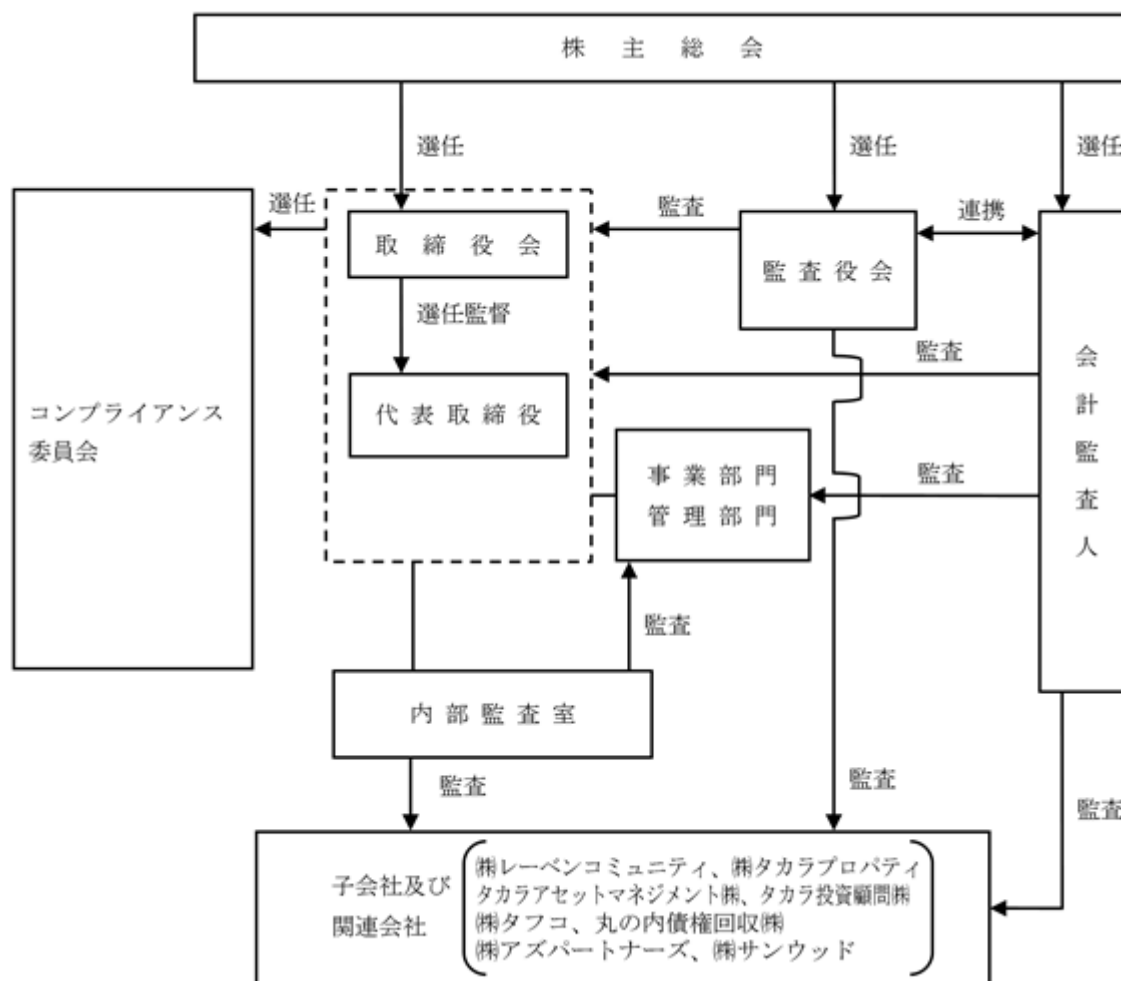 株主総会
選任
選任
選任
選任
監査
連携
取締役会
監査役会
選任監督
監査
会計監査人
代表取締役
コンプライアンス
委員会
事業部門
管理部門
監査
監査
内部監査室
監査
監査
監査
子会社及び
関連会社
㈱レーベンコミュニティ、㈱タカラプロパティ
タカラアセットマネジメント㈱、タカラ投資顧問㈱
㈱タフコ、丸の内債権回収㈱
㈱アズパートナーズ、㈱サンウッド